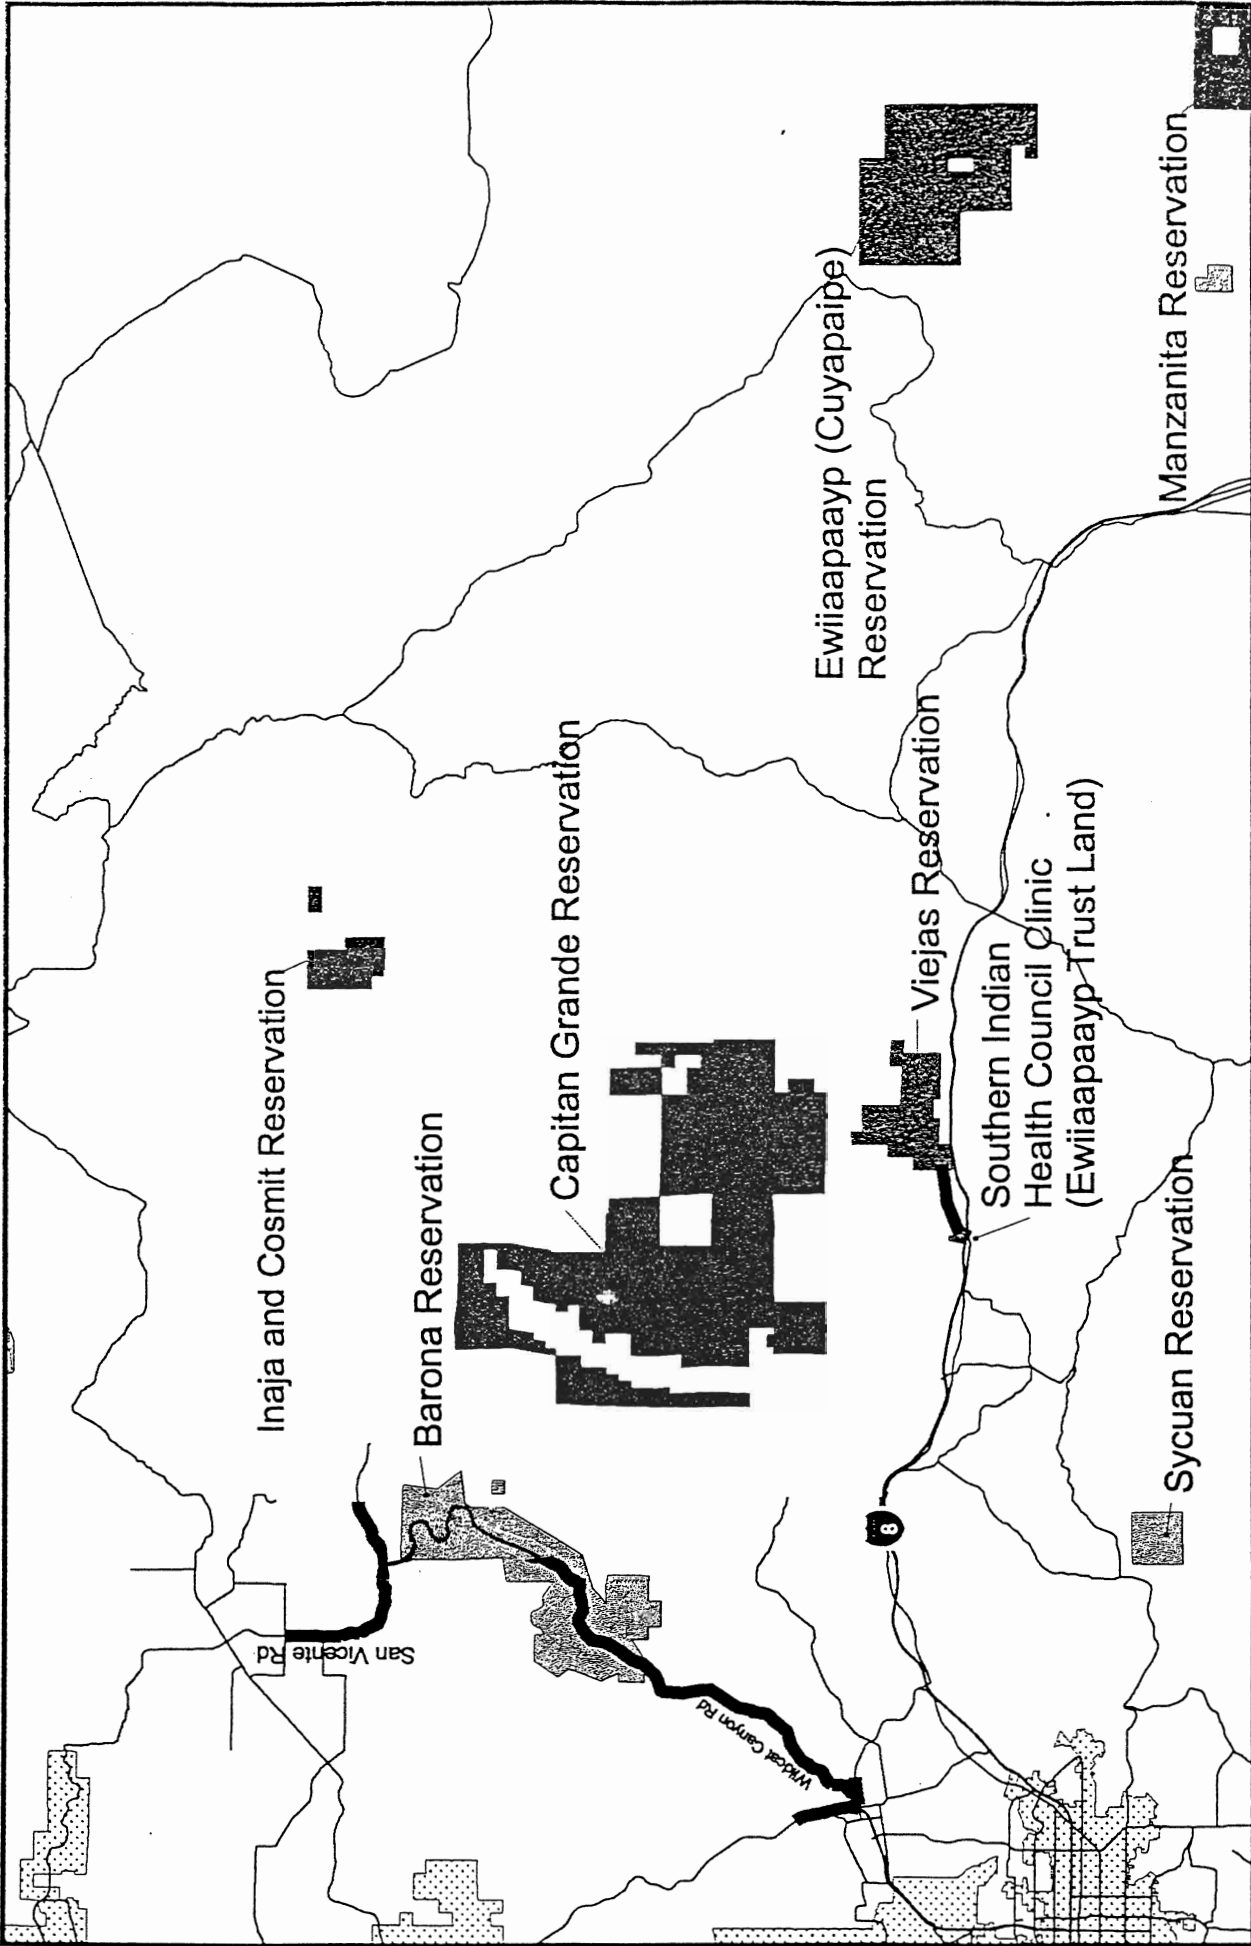 Inaja and Cosmit Reservation
Barona Reservation
Capitan Grande Reservation
Ewiiaapaayp (Cuyapaipe)
Reservation
Viejas Reservation
Southern Indian
Health Council Clinic
(Ewiiaapaayp Trust Land)
Manzanita Reservation
Sycuan Reservation
San Vicente Rd
Wildcat Canyon Rd
8